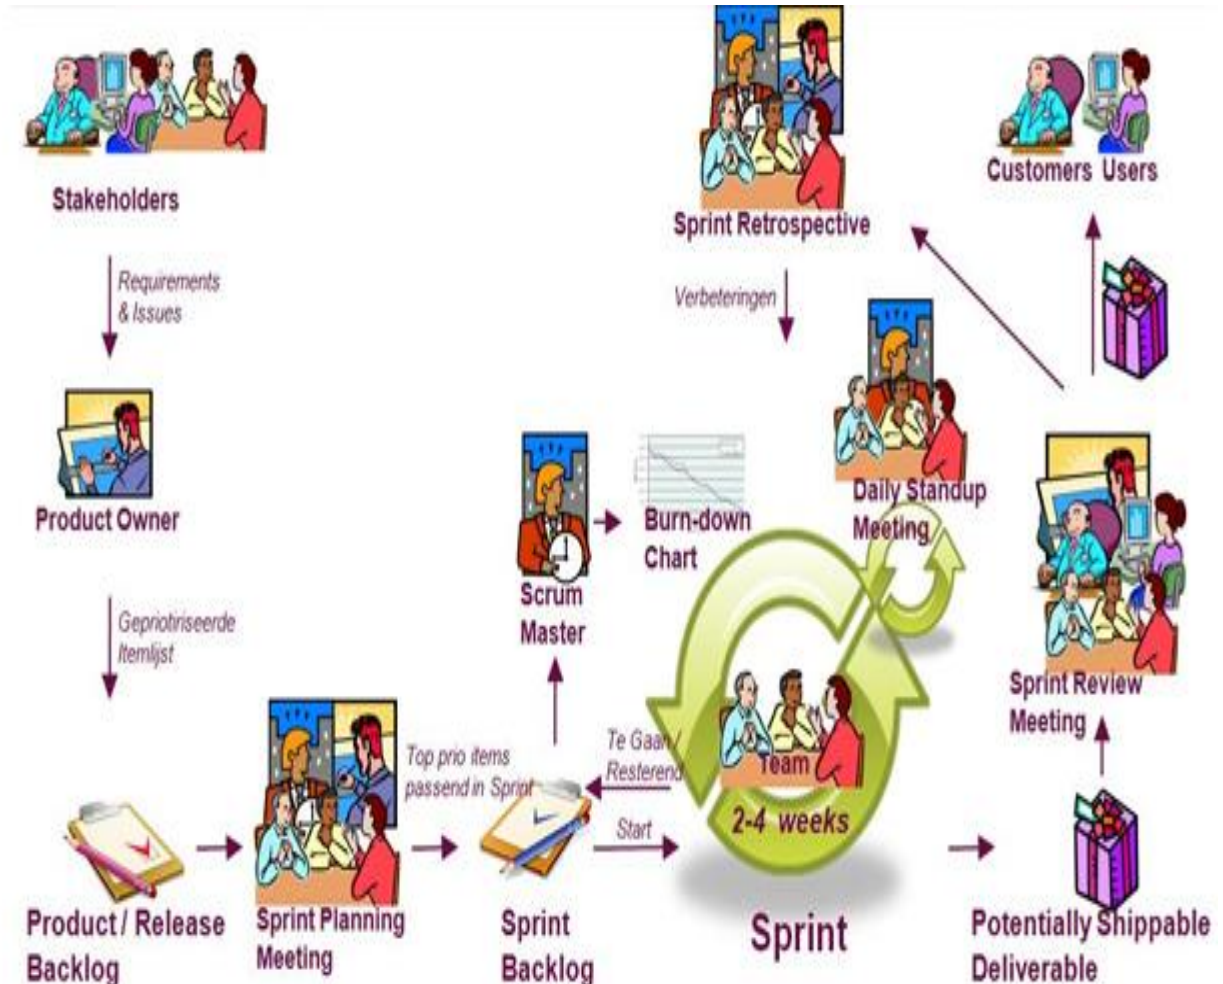 Stakeholders
Requirements
& Issues
Product Owner
Gepriotriseerde
Itemlijst
Product / Release
Backlog
Sprint Planning
Meeting
Top prio items
passend in Sprint
Sprint
Backlog
Scrum
Master
Burn-down
Chart
Te Gaan /
Resterend
Start
Team
2-4 weeks
Sprint
Sprint Retrospective
Verbeteringen
Daily Standup
Meeting
Customers Users
Sprint Review
Meeting
Potentially Shippable
Deliverable